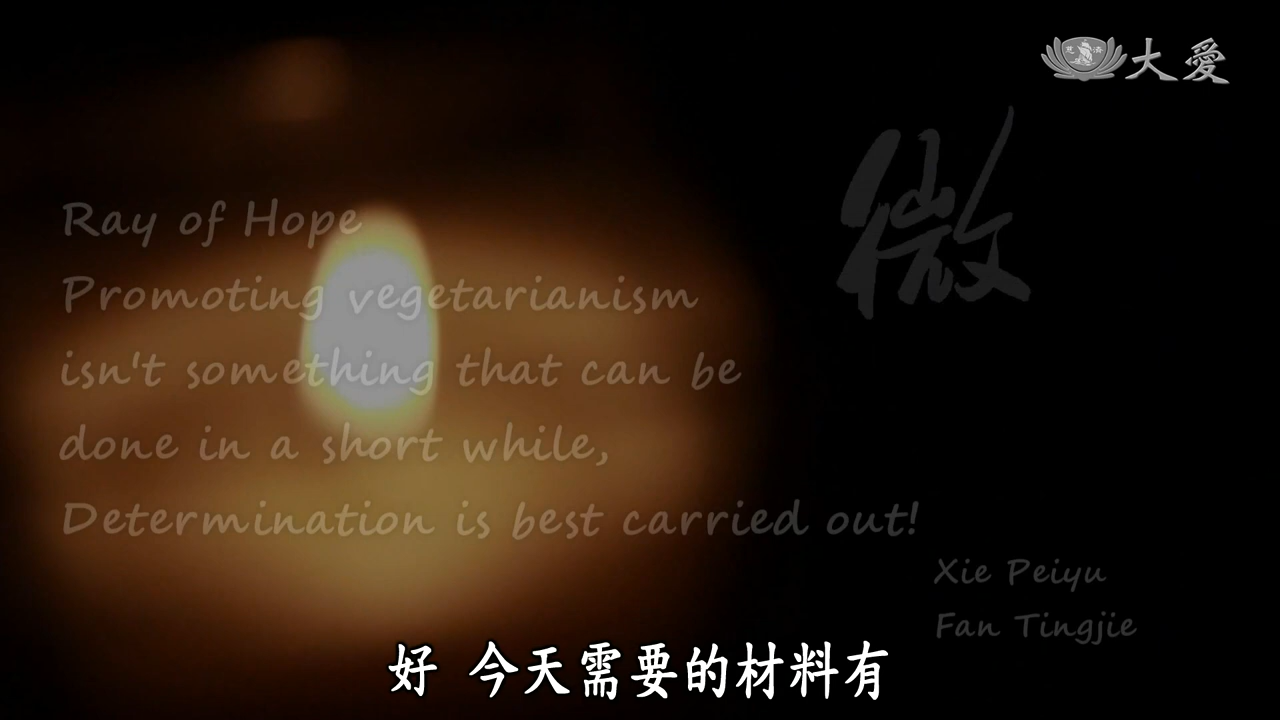 大愛
微
Ray of Hope
Promoting vegetarianism
isn't something that can be
done in a short while,
Determination is best carried out!
Xie Peiyu
Fan Tingjie
好 今天需要的材料有